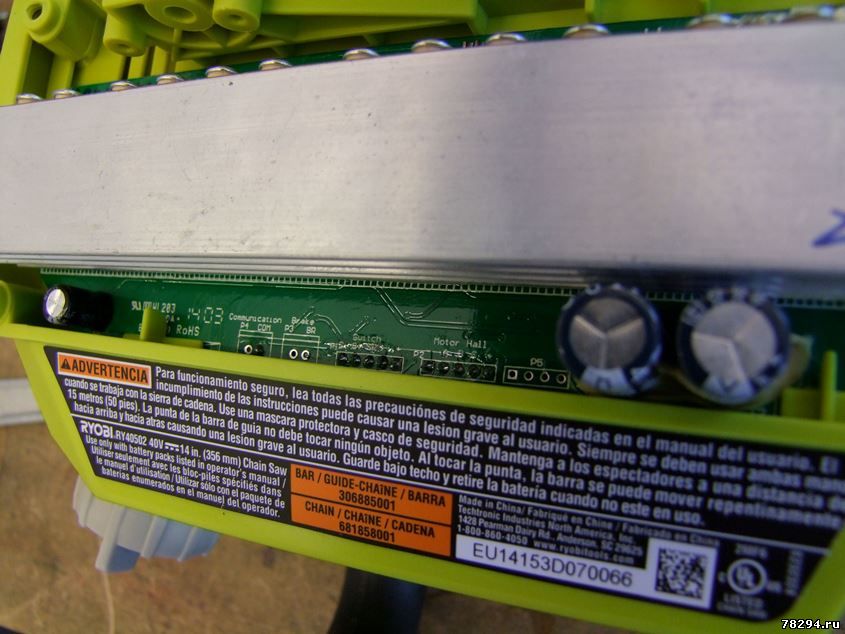 1403
RoHS
Communication
P4 COM
Brake
P3 BR
Switch
Motor Hall
P5
ADVERTENCIA
Para funcionamiento seguro, lea todas las precauciónes de seguridad indicadas en el manual del usuario. El
incumplimiento de las instrucciones puede causar una lesion grave al usuario. Siempre se deben usar
cuando se trabaja con la sierra de cadena. Use una mascara protectora y casco de seguridad. Mantenga a los espectadores a una distancia
15 metros (50 pies). La punta de la barra de guia no debe tocar ningún objeto. Al tocar la punta, la barra se puede mover repentinamente
hacia arriba y hacia atras causando una lesión grave al usuario. Guarde bajo techo y retire la batería cuando no este en uso.
RYOBI RY40502 40V 14 in. (356 mm) Chain Saw
Use only with battery packs listed in operator's manual /
Utiliser seulement avec les bloc-piles spécifiés dans
le manuel d'utilisation / Utilizar sólo con el paquete de
baterias enumerados en el manuel del operador.
BAR / GUIDE-CHAÎNE / BARRA
306885001
CHAIN / CHAÎNE / CADENA
681858001
Made in China / Fabriqué en Chine / Fabricado en China
Techtronic Industries North America, Inc.
1428 Pearman Dairy Rd, Anderson, SC 29625
1-800-860-4050 www.ryobitools.com
EU14153D070066
UL
LISTED
78294.ru